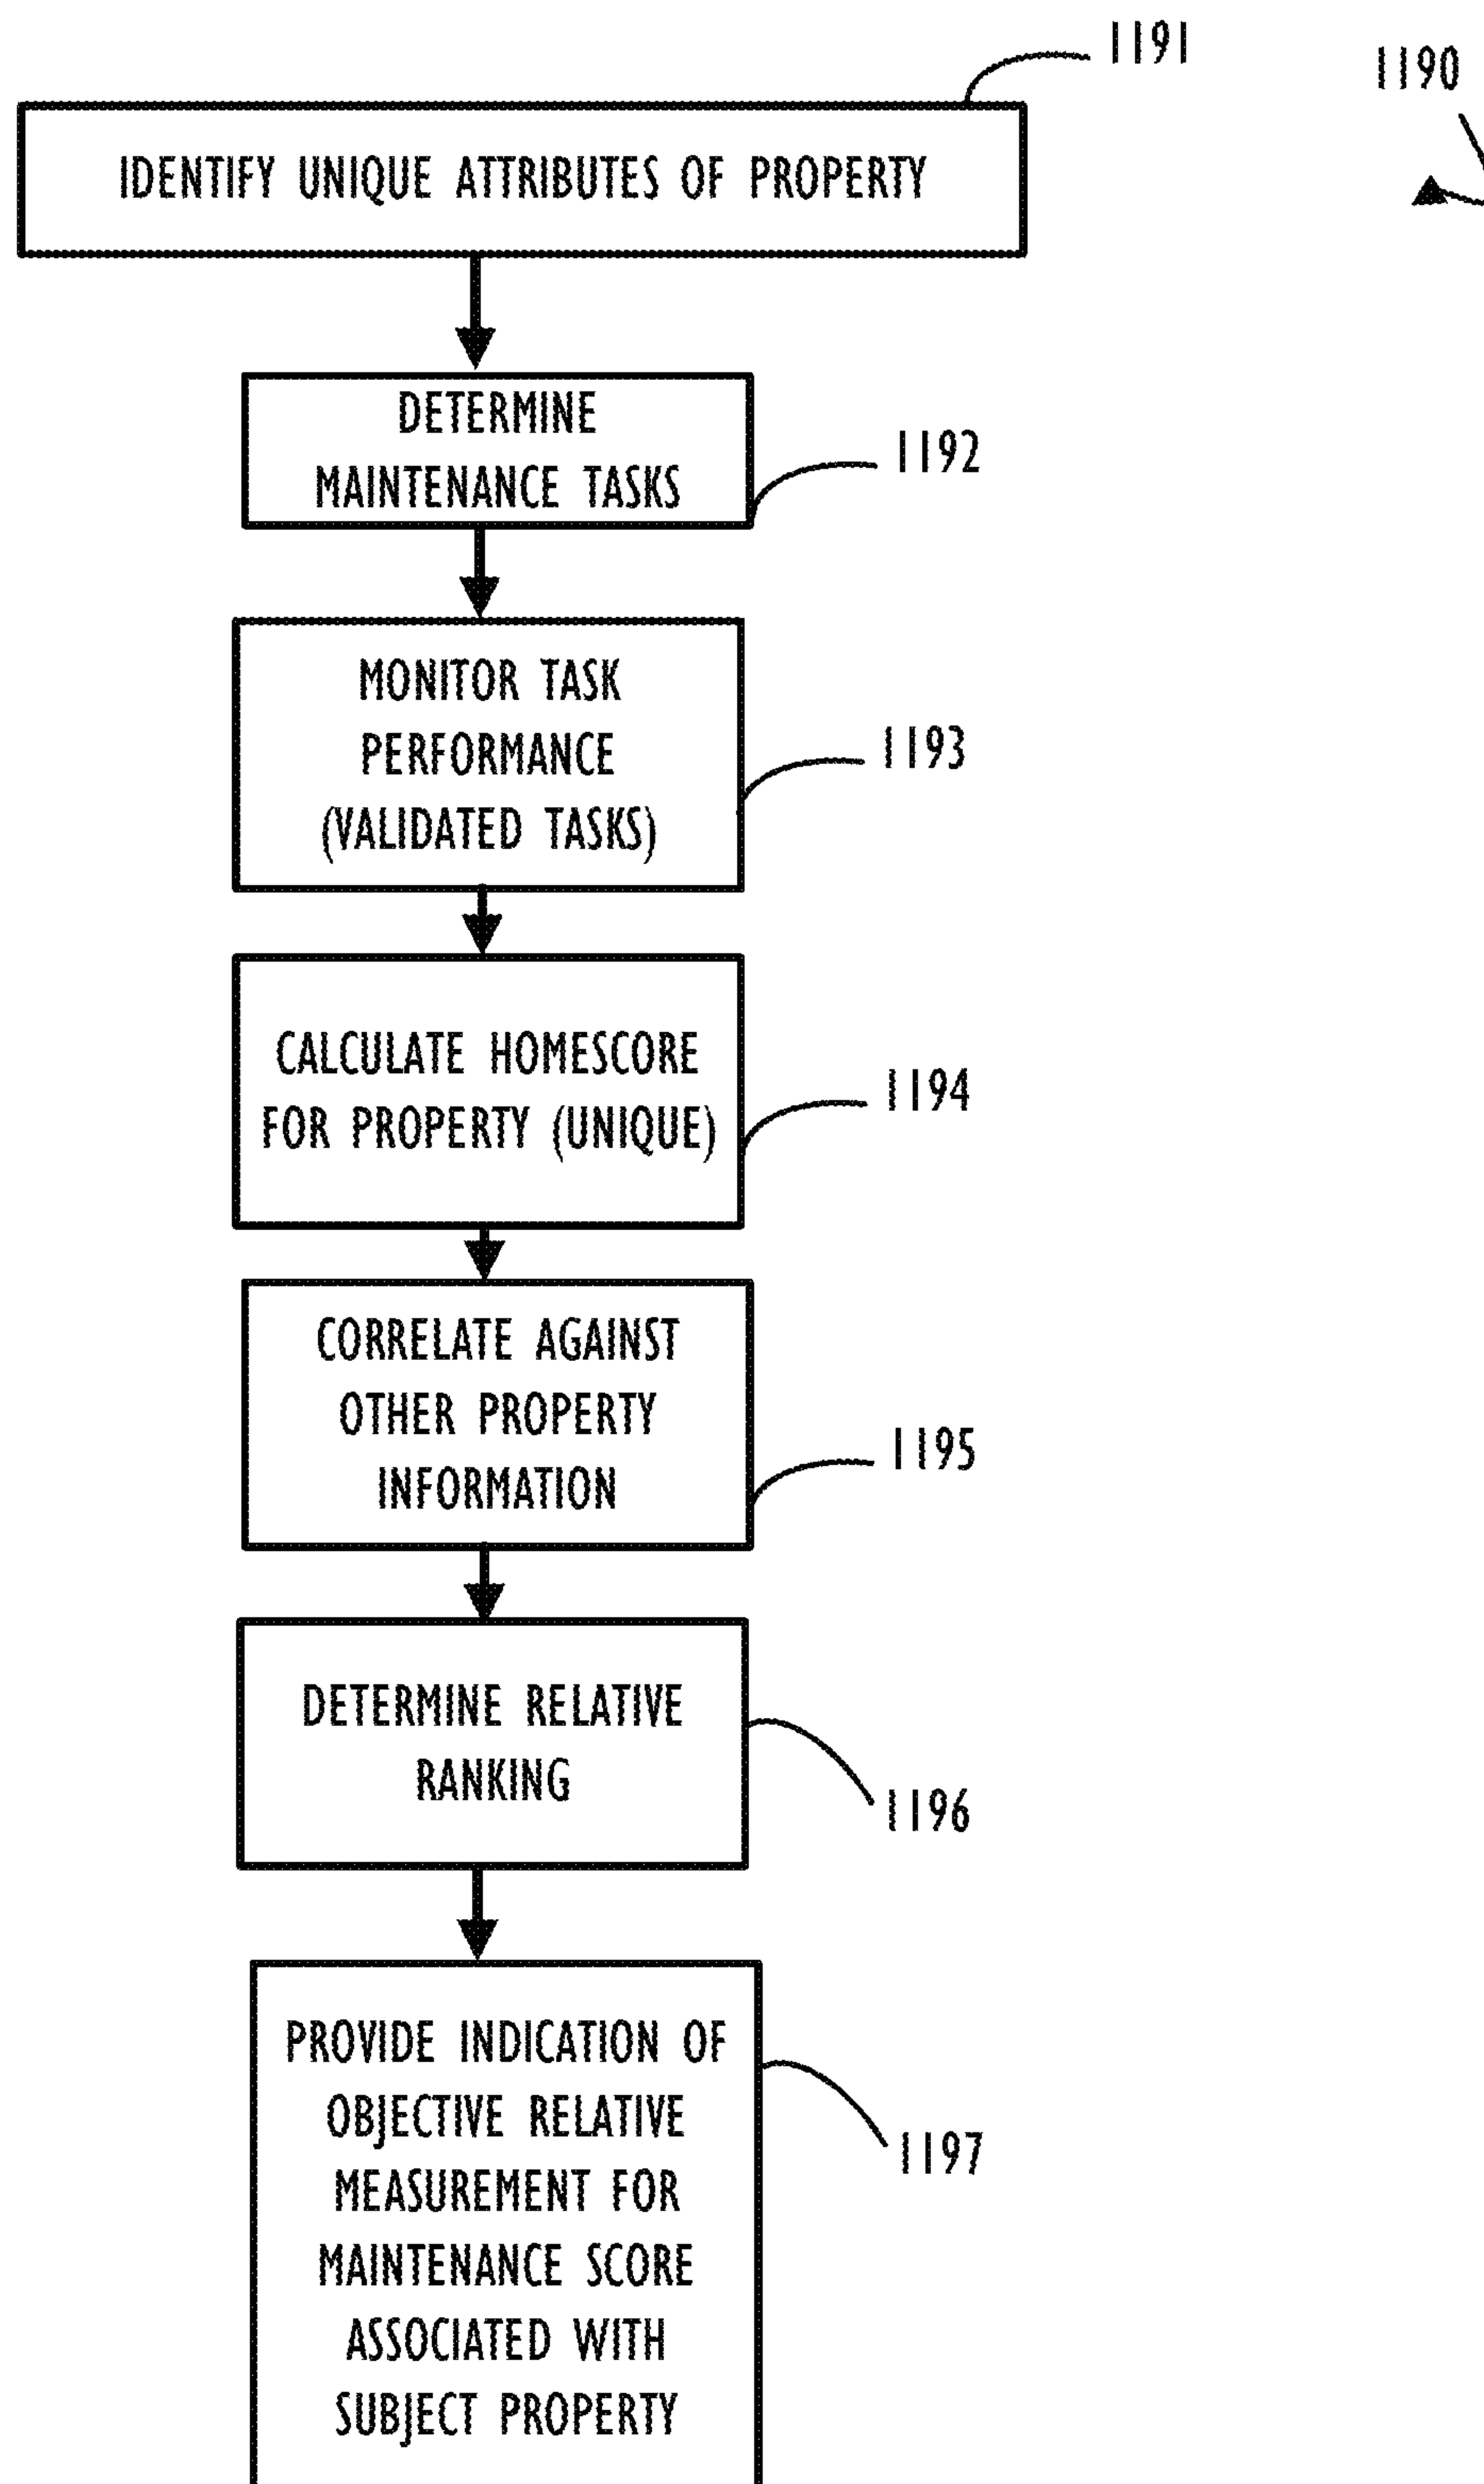 1191
1190
IDENTIFY UNIQUE ATTRIBUTES OF PROPERTY
DETERMINE
MAINTENANCE TASKS
1192
MONITOR TASK
PERFORMANCE
(VALIDATED TASKS)
1193
CALCULATE HOMESCORE
FOR PROPERTY (UNIQUE)
1194
CORRELATE AGAINST
OTHER PROPERTY
INFORMATION
1195
DETERMINE RELATIVE
RANKING
1196
PROVIDE INDICATION OF
OBJECTIVE RELATIVE
MEASUREMENT FOR
MAINTENANCE SCORE
ASSOCIATED WITH
SUBJECT PROPERTY
1197